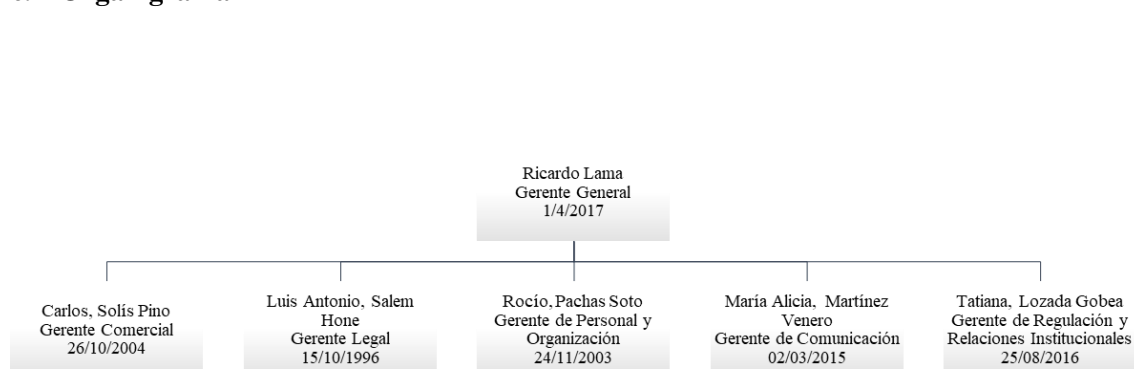 Ricardo Lama
Gerente General
1/4/2017
Carlos, Solís Pino
Gerente Comercial
26/10/2004
Luis Antonio, Salem
Hone
Gerente Legal
15/10/1996
Rocío, Pachas Soto
Gerente de Personal y
Organización
24/11/2003
María Alicia, Martínez
Venero
Gerente de Comunicación
02/03/2015
Tatiana, Lozada Gobea
Gerente de Regulación y
Relaciones Institucionales
25/08/2016